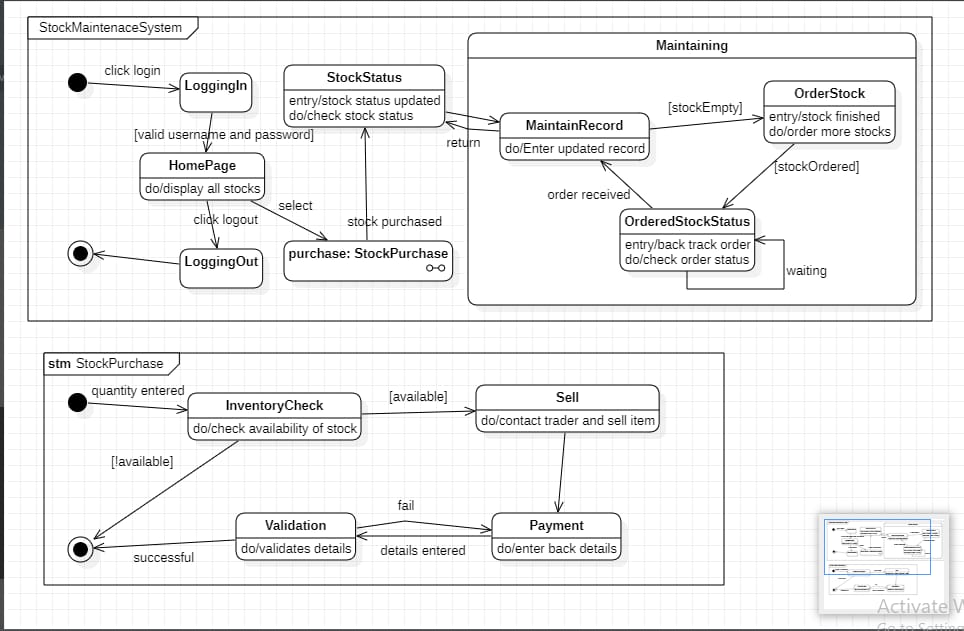 StockMaintenaceSystem
Maintaining
click login
LoggingIn
StockStatus
entry/stock status updated
do/check stock status
OrderStock
entry/stock finished
do/order more stocks
[stockEmpty]
MaintainRecord
do/Enter updated record
[valid username and password]
return
HomePage
do/display all stocks
[stockOrdered]
order received
select
click logout
stock purchased
OrderedStockStatus
entry/back track order
do/check order status
waiting
LoggingOut
purchase: StockPurchase
stm StockPurchase
quantity entered
InventoryCheck
do/check availability of stock
[available]
Sell
do/contact trader and sell item
[!available]
fail
Validation
do/validates details
Payment
do/enter back details
details entered
successful
Activate W
Go to Setting